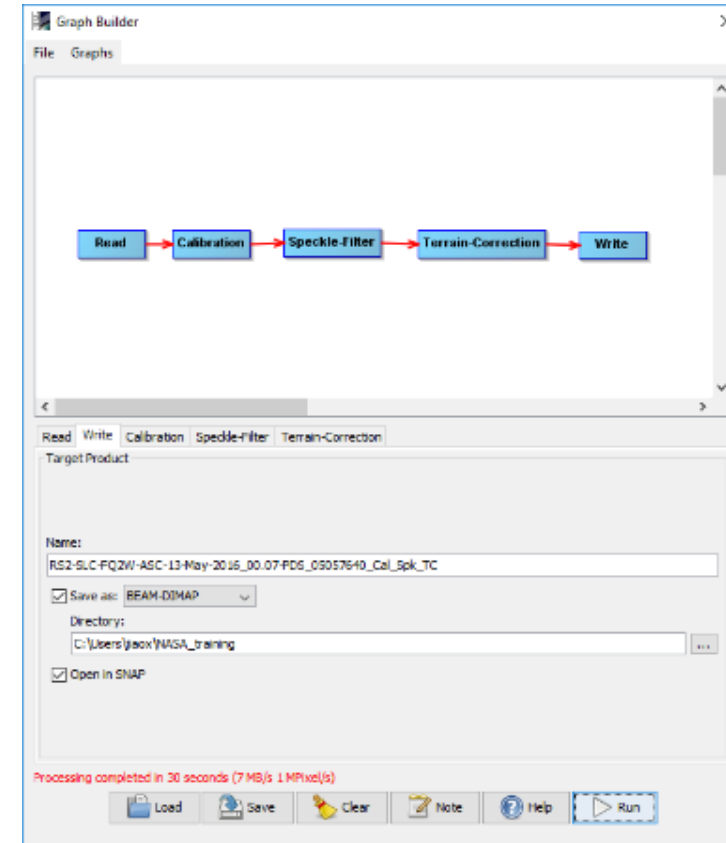 Graph Builder
File Graphs
Read Calibration Speckle-Filter Terrain-Correction Write
Read Write Calibration Speckle-Filter Terrain-Correction
Target Product
Name:
RS2-SLC-FQ2W-ASC-13-May-2016_00.07-PDS_05057640_Cal_Spk_TC
Save as: BEAM-DIMAP
Directory:
C:\Users\jiaox\NASA_training
...
Open in SNAP
Processing completed in 30 seconds (7 MB/s 1 MPixel/s)
Load Save Clear Note Help Run